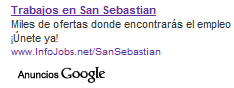 Trabajos en San Sebastian
Miles de ofertas donde encontrarás el empleo
¡Únete ya!
www.InfoJobs.net/SanSebastian
Anuncios Google